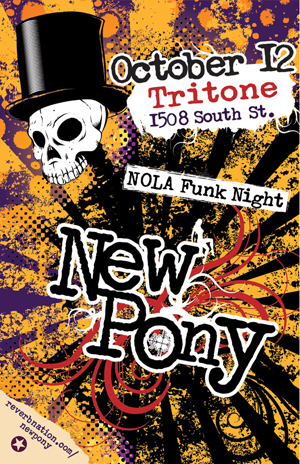 October 12
Tritone
1508 South St.
NOLA Funk Night
New
Pony
reverbnation.com/
newpony